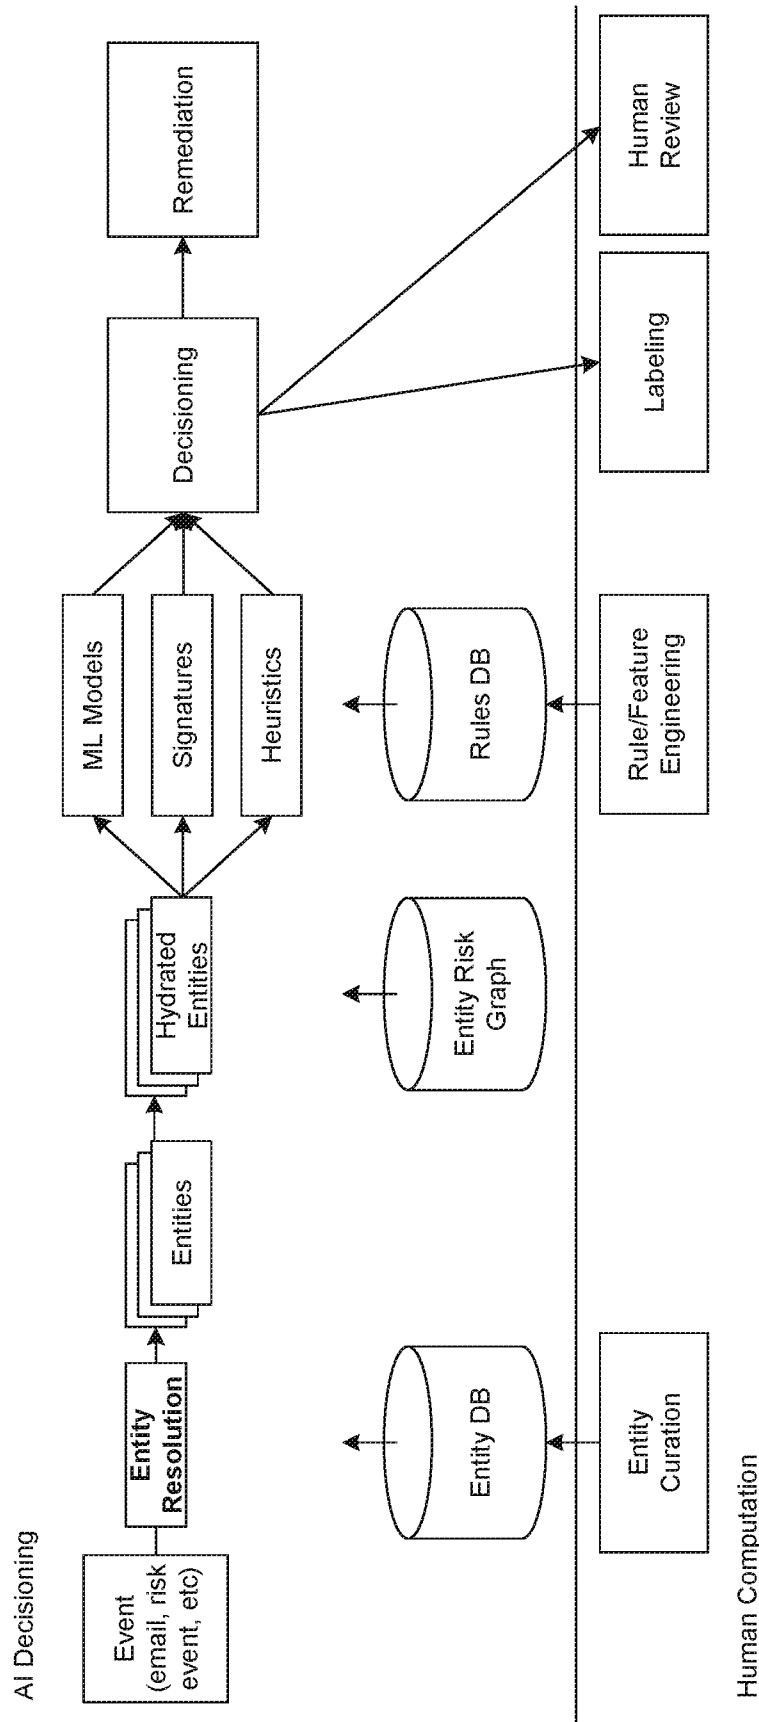 AI Decisioning
Event
(email, risk
event, etc)
Entity
Resolution
Entities
Hydrated
Entities
ML Models
Signatures
Heuristics
Decisioning
Remediation
Entity DB
Entity Risk
Graph
Rules DB
Entity
Curation
Rule/Feature
Engineering
Labeling
Human
Review
Human Computation